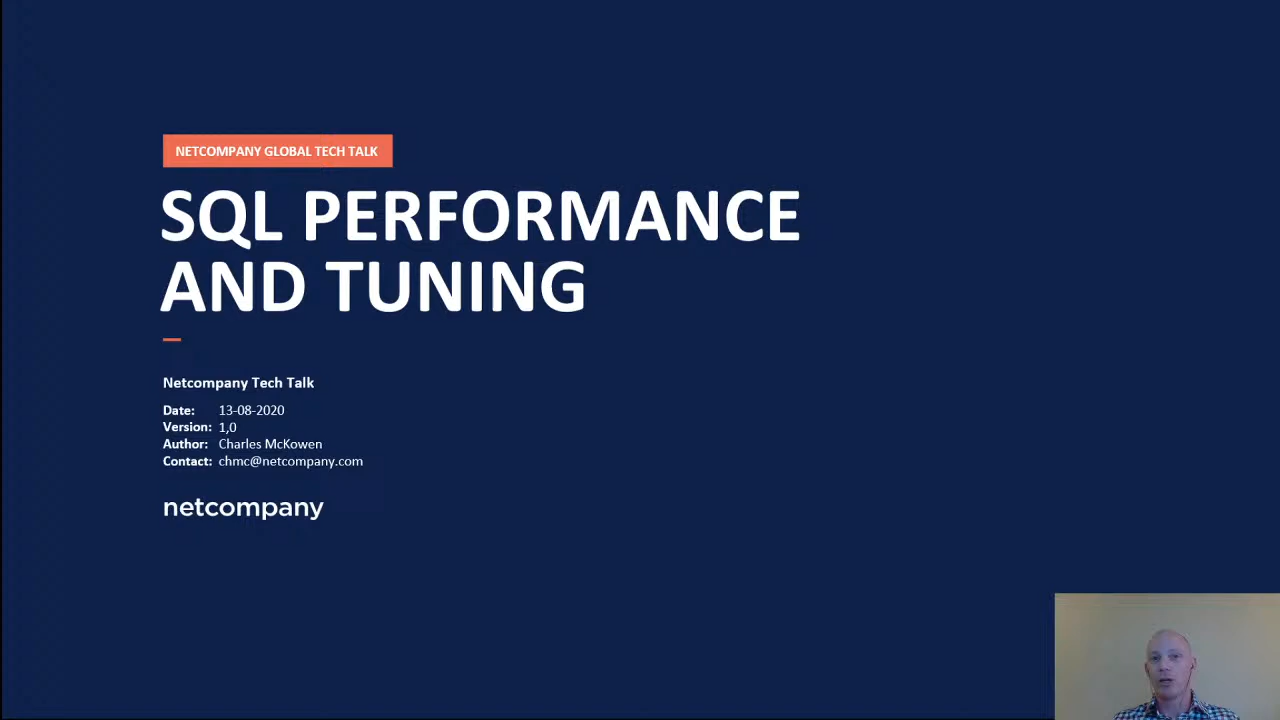 NETCOMPANY GLOBAL TECH TALK
SQL PERFORMANCE
AND TUNING
Netcompany Tech Talk
Date: 13-08-2020
Version: 1,0
Author: Charles McKowen
Contact: chmc@netcompany.com
netcompany